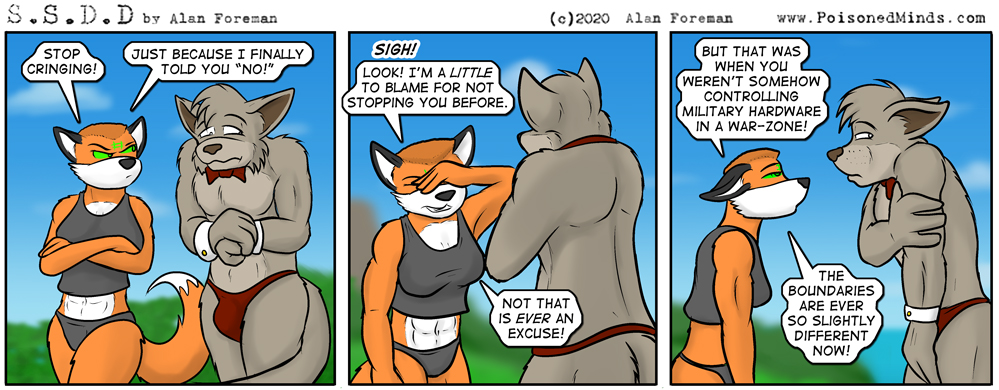 S.S.D.D by Alan Foreman (c)2020 Alan Foreman www.PoisonedMinds.com
STOP
CRINGING!
JUST BECAUSE I FINALLY
TOLD YOU "NO!"
SIGH!
LOOK! I'M A LITTLE
TO BLAME FOR NOT
STOPPING YOU BEFORE.
NOT THAT
IS EVER AN
EXCUSE!
BUT THAT WAS
WHEN YOU
WEREN'T SOMEHOW
CONTROLLING
MILITARY HARDWARE
IN A WAR-ZONE!
THE
BOUNDARIES
ARE EVER
SO SLIGHTLY
DIFFERENT
NOW!